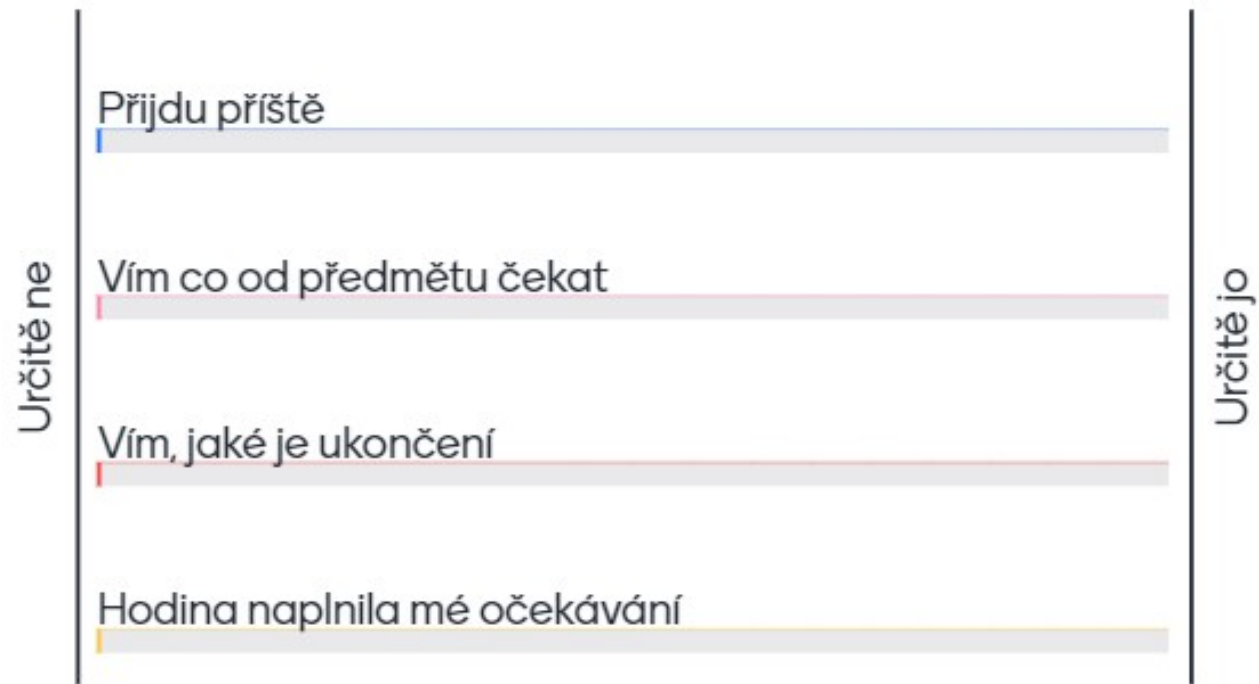 Přijdu příště
Vím co od předmětu čekat
Určitě ne
Určitě jo
Vím, jaké je ukončení
Hodina naplnila mé očekávání